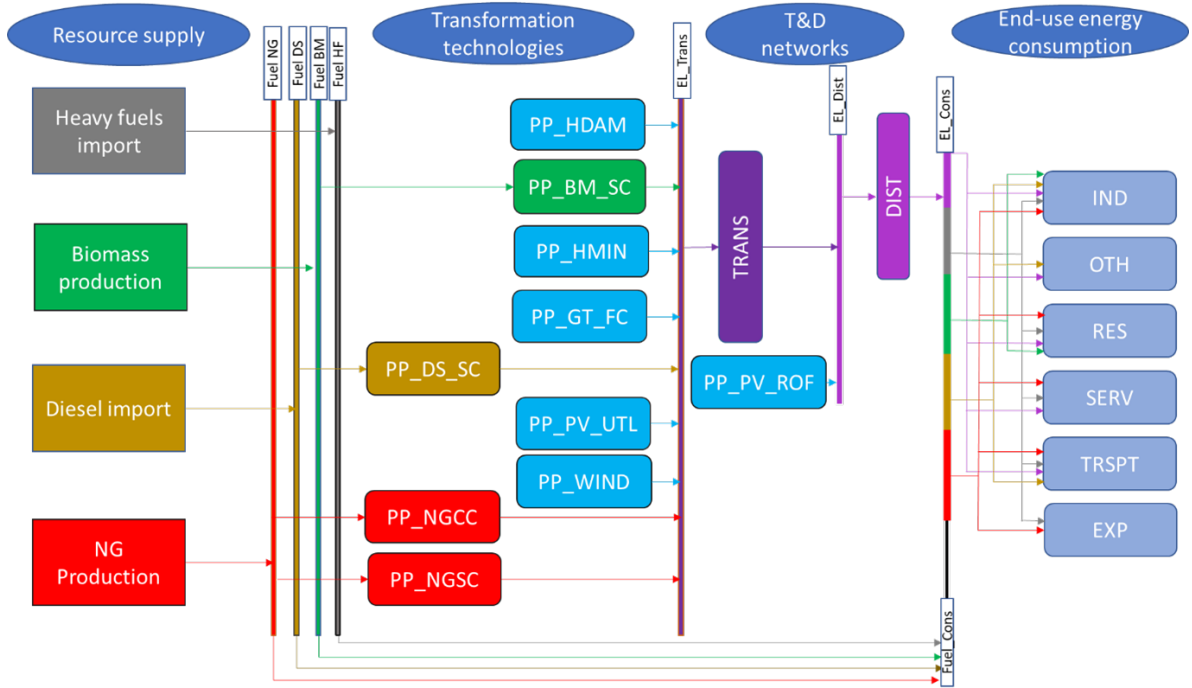 Resource supply
Transformation
technologies
T&D
networks
End-use energy
consumption
Fuel NG
Fuel DS
Fuel BM
Fuel HF
EL_Trans
EL_Dist
EL_Cons
Heavy fuels
import
Biomass
production
Diesel import
NG
Production
PP_HDAM
PP_BM_SC
PP_HMIN
PP_GT_FC
PP_DS_SC
PP_PV_UTL
PP_WIND
PP_NGCC
PP_NGSC
TRANS
PP_PV_ROF
DIST
IND
OTH
RES
SERV
TRSPT
EXP
Fuel_Cons